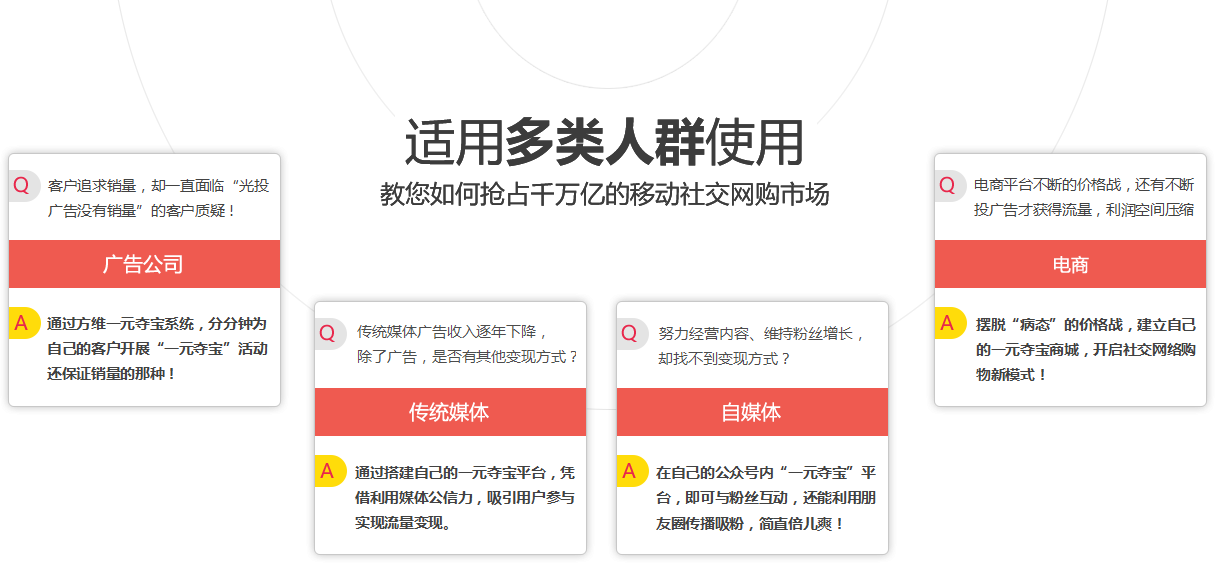 适用多类人群使用
教您如何抢占千万亿的移动社交网购市场
Q
客户追求销量，却一直面临“光投
广告没有销量”的客户质疑！
广告公司
A
通过方维一元夺宝系统，分分钟为
自己的客户开展“一元夺宝”活动
还保证销量的那种！
Q
传统媒体广告收入逐年下降，
除了广告，是否有其他变现方式？
传统媒体
A
通过搭建自己的一元夺宝平台，凭
借利用媒体公信力，吸引用户参与
实现流量变现。
Q
努力经营内容、维持粉丝增长，
却找不到变现方式？
自媒体
A
在自己的公众号内“一元夺宝”平
台，即可与粉丝互动，还能利用朋
友圈传播吸粉，简直倍儿爽！
Q
电商平台不断的价格战，还有不断
投广告才获得流量，利润空间压缩
电商
A
摆脱“病态”的价格战，建立自己
的一元夺宝商城，开启社交网络购
物新模式！